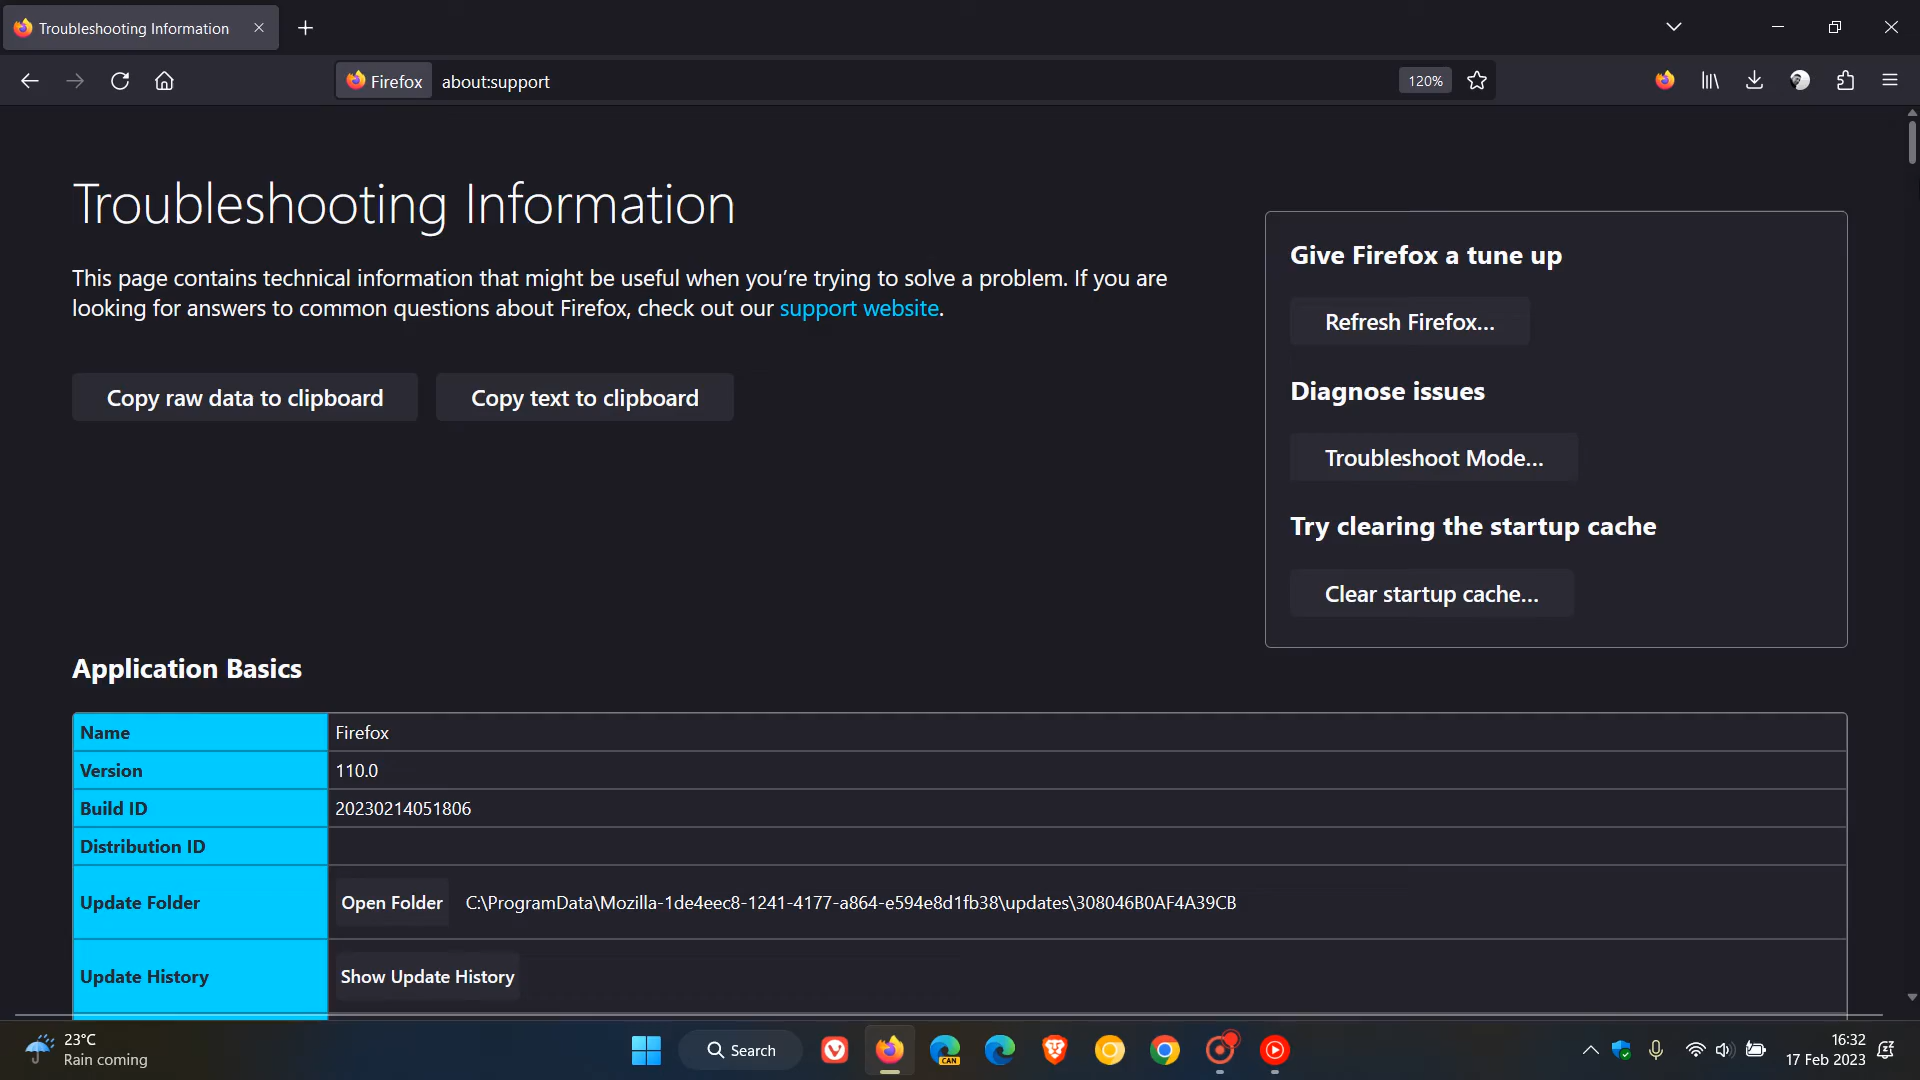 Troubleshooting Information
Firefox
about:support
120%
Troubleshooting Information
This page contains technical information that might be useful when you’re trying to solve a problem. If you are
looking for answers to common questions about Firefox, check out our support website.
Copy raw data to clipboard
Copy text to clipboard
Give Firefox a tune up
Refresh Firefox...
Diagnose issues
Troubleshoot Mode...
Try clearing the startup cache
Clear startup cache...
Application Basics
Name Firefox
Version 110.0
Build ID 20230214051806
Distribution ID
Update Folder Open Folder C:\ProgramData\Mozilla-1de4eec8-1241-4177-a864-e594e8d1fb38\updates\308046B0AF4A39CB
Update History Show Update History
23°C
Rain coming
Search
CAN
16:32
17 Feb 2023